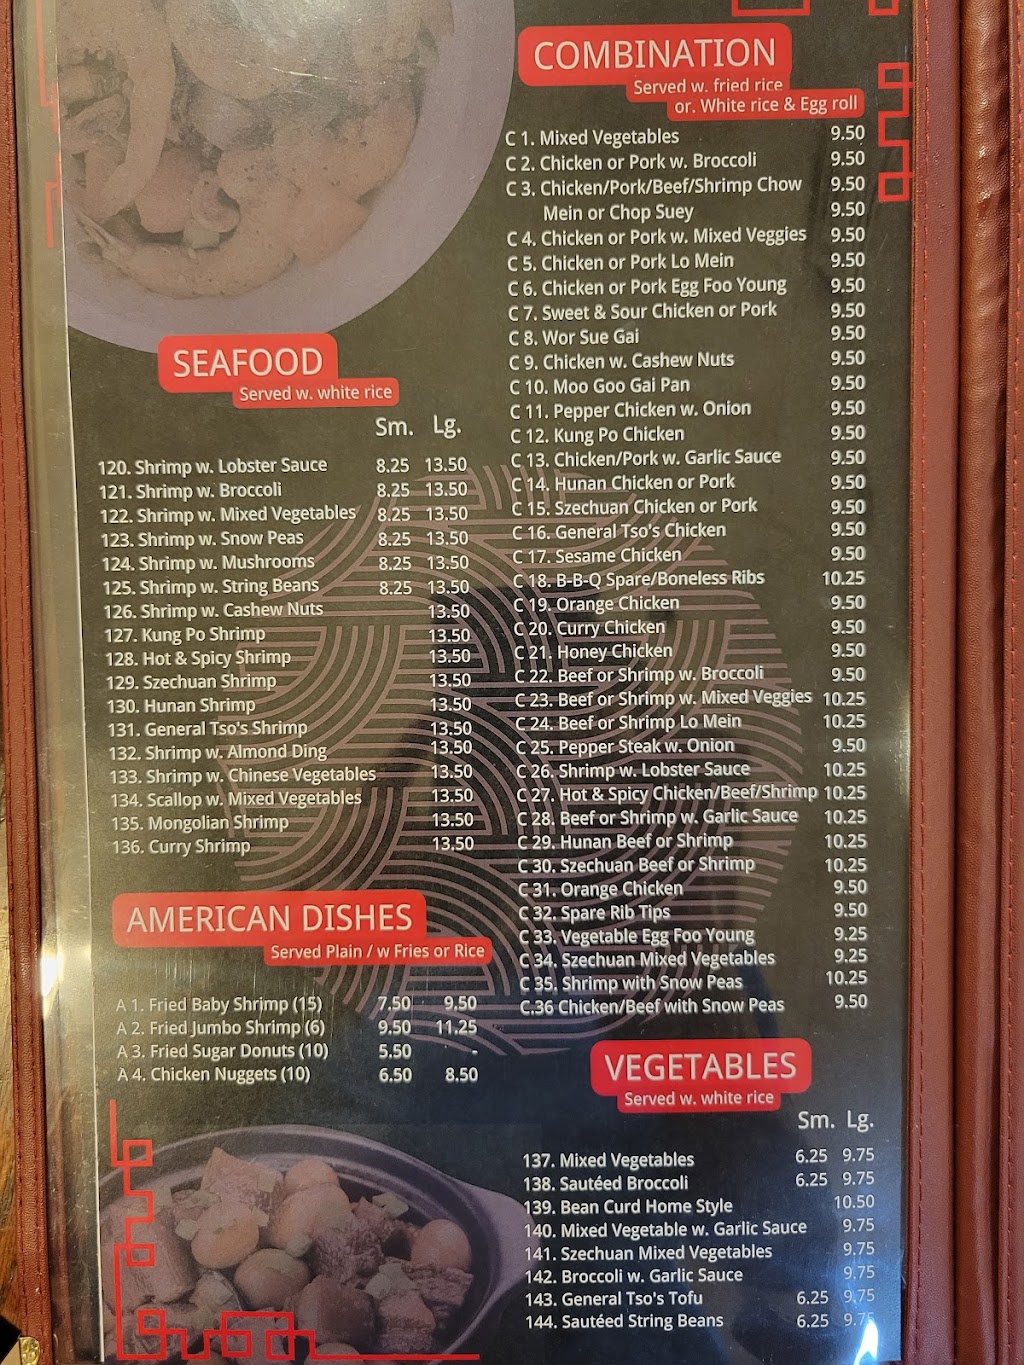 SEAFOOD
Served w. white rice
Sm. Lg.
120. Shrimp w. Lobster Sauce 8.25 13.50
121. Shrimp w. Broccoli 8.25 13.50
122. Shrimp w. Mixed Vegetables 8.25 13.50
123. Shrimp w. Snow Peas 8.25 13.50
124. Shrimp w. Mushrooms 8.25 13.50
125. Shrimp w. String Beans 8.25 13.50
126. Shrimp w. Cashew Nuts 13.50
127. Kung Po Shrimp 13.50
128. Hot & Spicy Shrimp 13.50
129. Szechuan Shrimp 13.50
130. Hunan Shrimp 13.50
131. General Tso's Shrimp 13.50
132. Shrimp w. Almond Ding 13.50
133. Shrimp w. Chinese Vegetables 13.50
134. Scallop w. Mixed Vegetables 13.50
135. Mongolian Shrimp 13.50
136. Curry Shrimp 13.50
AMERICAN DISHES
Served Plain / w Fries or Rice
A 1. Fried Baby Shrimp (15) 7.50 9.50
A 2. Fried Jumbo Shrimp (6) 9.50 11.25
A 3. Fried Sugar Donuts (10) 5.50 -
A 4. Chicken Nuggets (10) 6.50 8.50
COMBINATION
Served w. fried rice
or. White rice & Egg roll
C 1. Mixed Vegetables 9.50
C 2. Chicken or Pork w. Broccoli 9.50
C 3. Chicken/Pork/Beef/Shrimp Chow 9.50
Mein or Chop Suey 9.50
C 4. Chicken or Pork w. Mixed Veggies 9.50
C 5. Chicken or Pork Lo Mein 9.50
C 6. Chicken or Pork Egg Foo Young 9.50
C 7. Sweet & Sour Chicken or Pork 9.50
C 8. Wor Sue Gai 9.50
C 9. Chicken w. Cashew Nuts 9.50
C 10. Moo Goo Gai Pan 9.50
C 11. Pepper Chicken w. Onion 9.50
C 12. Kung Po Chicken 9.50
C 13. Chicken/Pork w. Garlic Sauce 9.50
C 14. Hunan Chicken or Pork 9.50
C 15. Szechuan Chicken or Pork 9.50
C 16. General Tso's Chicken 9.50
C 17. Sesame Chicken 9.50
C 18. B-B-Q Spare/Boneless Ribs 10.25
C 19. Orange Chicken 9.50
C 20. Curry Chicken 9.50
C 21. Honey Chicken 9.50
C 22. Beef or Shrimp w. Broccoli 9.50
C 23. Beef or Shrimp w. Mixed Veggies 10.25
C 24. Beef or Shrimp Lo Mein 10.25
C 25. Pepper Steak w. Onion 9.50
C 26. Shrimp w. Lobster Sauce 10.25
C 27. Hot & Spicy Chicken/Beef/Shrimp 10.25
C 28. Beef or Shrimp w. Garlic Sauce 10.25
C 29. Hunan Beef or Shrimp 10.25
C 30. Szechuan Beef or Shrimp 10.25
C 31. Orange Chicken 9.50
C 32. Spare Rib Tips 9.50
C 33. Vegetable Egg Foo Young 9.25
C 34. Szechuan Mixed Vegetables 9.25
C 35. Shrimp with Snow Peas 10.25
C.36 Chicken/Beef with Snow Peas 9.50
VEGETABLES
Served w. white rice
Sm. Lg.
137. Mixed Vegetables 6.25 9.75
138. Sautéed Broccoli 6.25 9.75
139. Bean Curd Home Style 10.50
140. Mixed Vegetable w. Garlic Sauce 9.75
141. Szechuan Mixed Vegetables 9.75
142. Broccoli w. Garlic Sauce 9.75
143. General Tso's Tofu 6.25 9.75
144. Sautéed String Beans 6.25 9.75